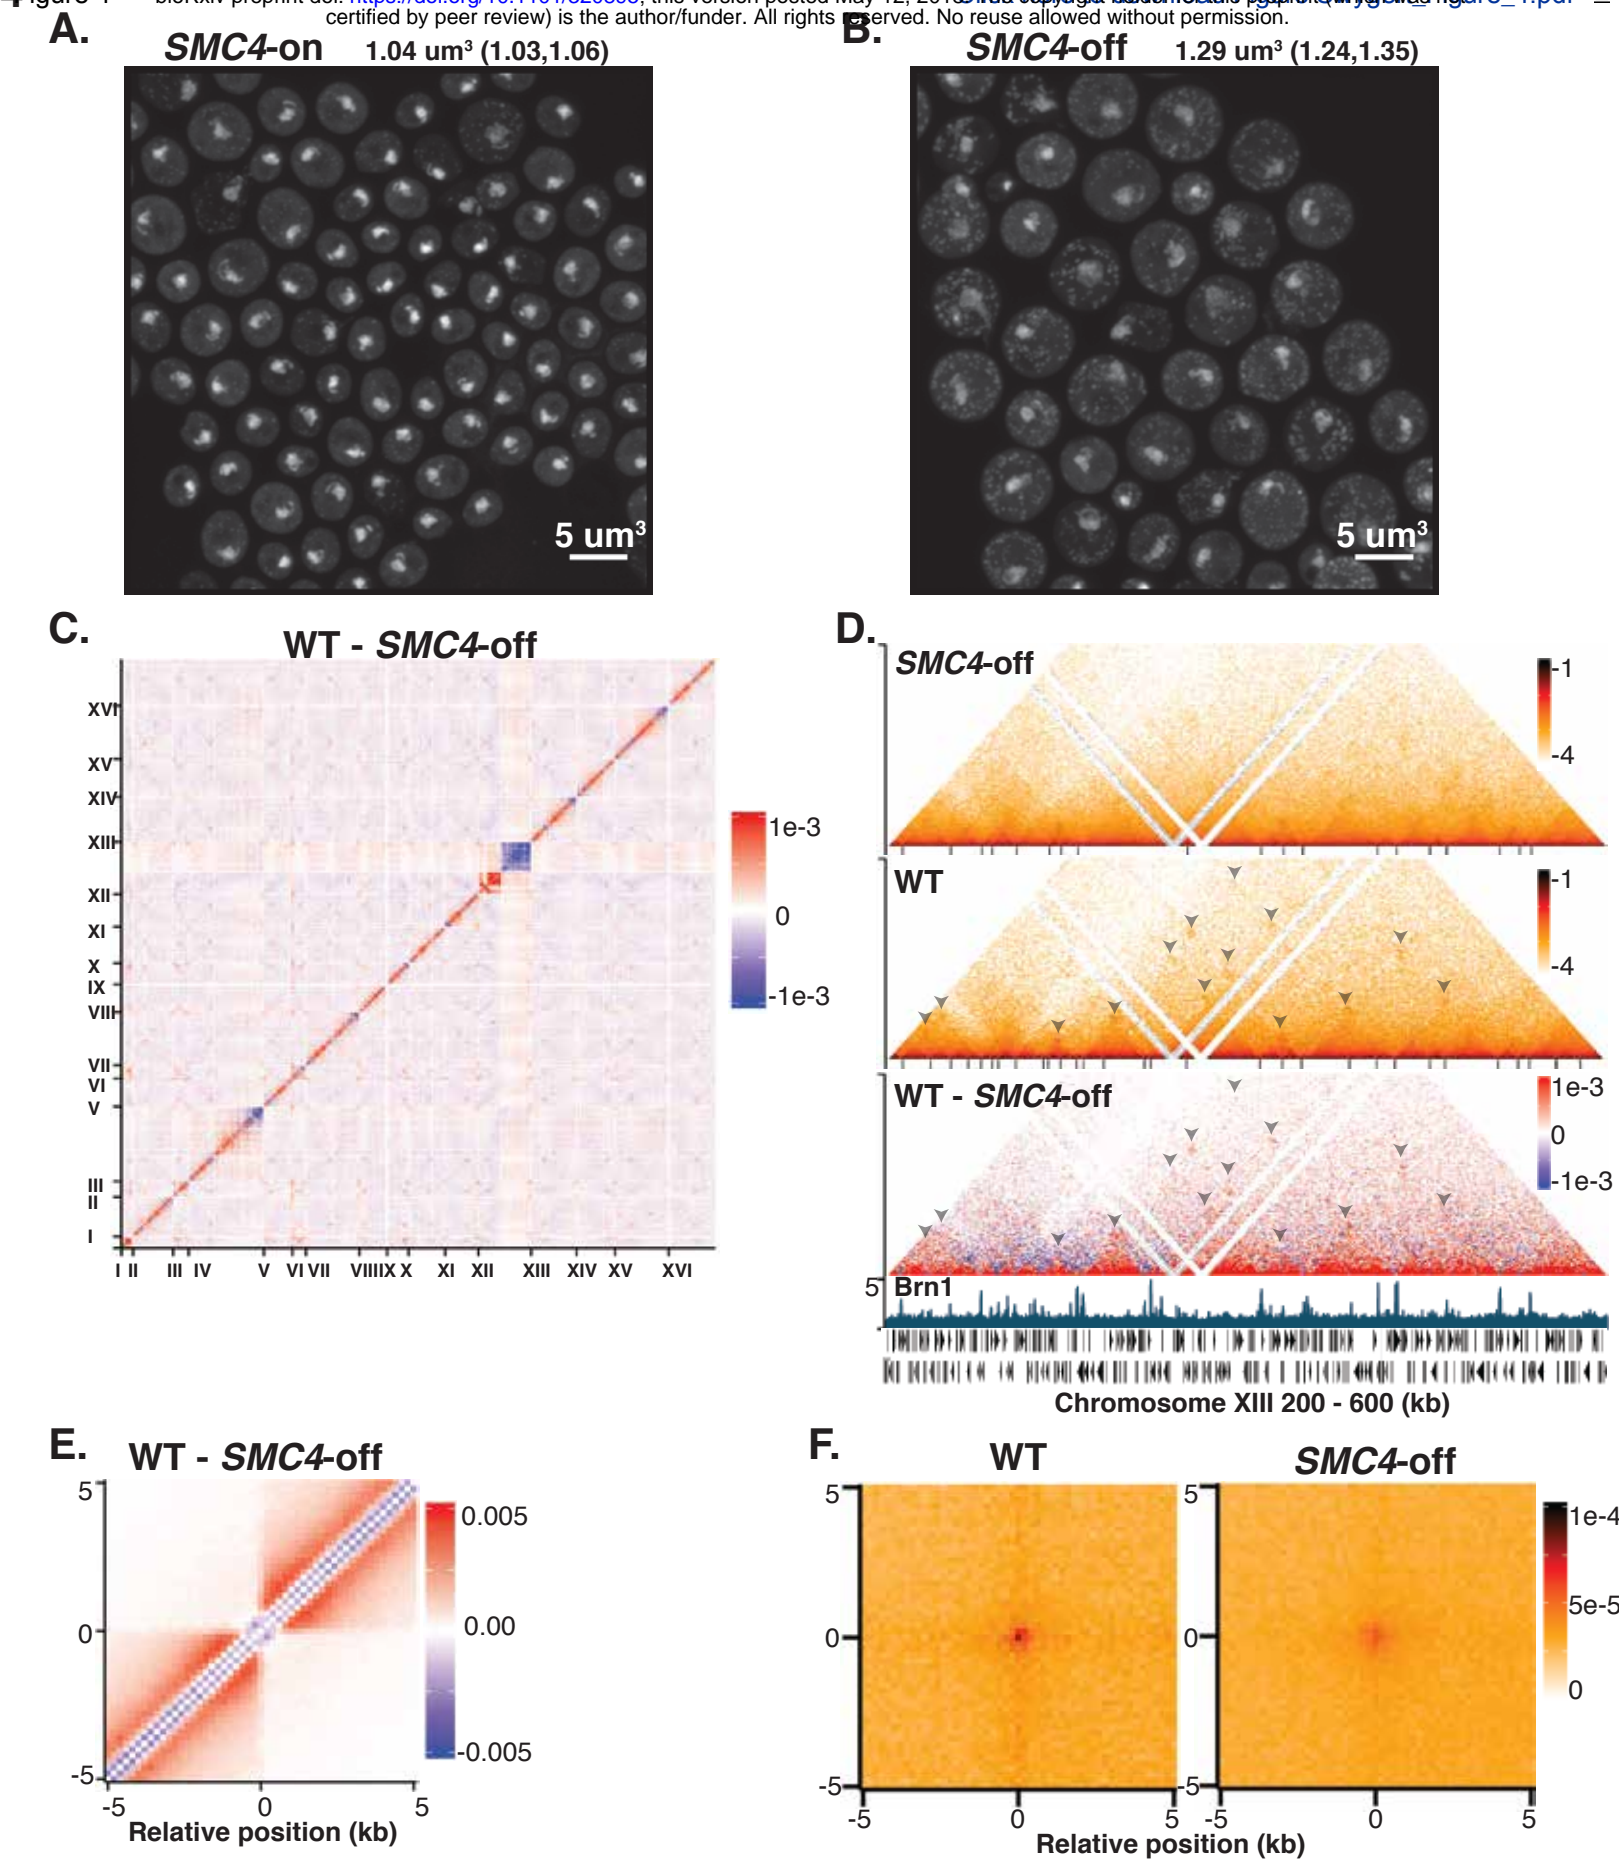 certified by peer review) is the author/funder. All rights reserved. No reuse allowed without permission.
A.
SMC4-on 1.04 um³ (1.03,1.06)
5 um³
B.
SMC4-off 1.29 um³ (1.24,1.35)
5 um³
C.
WT - SMC4-off
XVI
XV
XIV
XIII
XII
XI
X
IX
VIII
VII
VI
V
III
II
I
I II III IV V VI VII VIII IX X XI XII XIII XIV XV XVI
1e-3
0
-1e-3
D.
SMC4-off
-1
-4
WT
-1
-4
WT - SMC4-off
1e-3
0
-1e-3
5
Brn1
Chromosome XIII 200 - 600 (kb)
E.
WT - SMC4-off
5
0
-5
-5 0 5
Relative position (kb)
0.005
0.00
-0.005
F.
WT
5
0
-5
-5 0 5
SMC4-off
5
0
-5
-5 0 5
Relative position (kb)
1e-4
5e-5
0